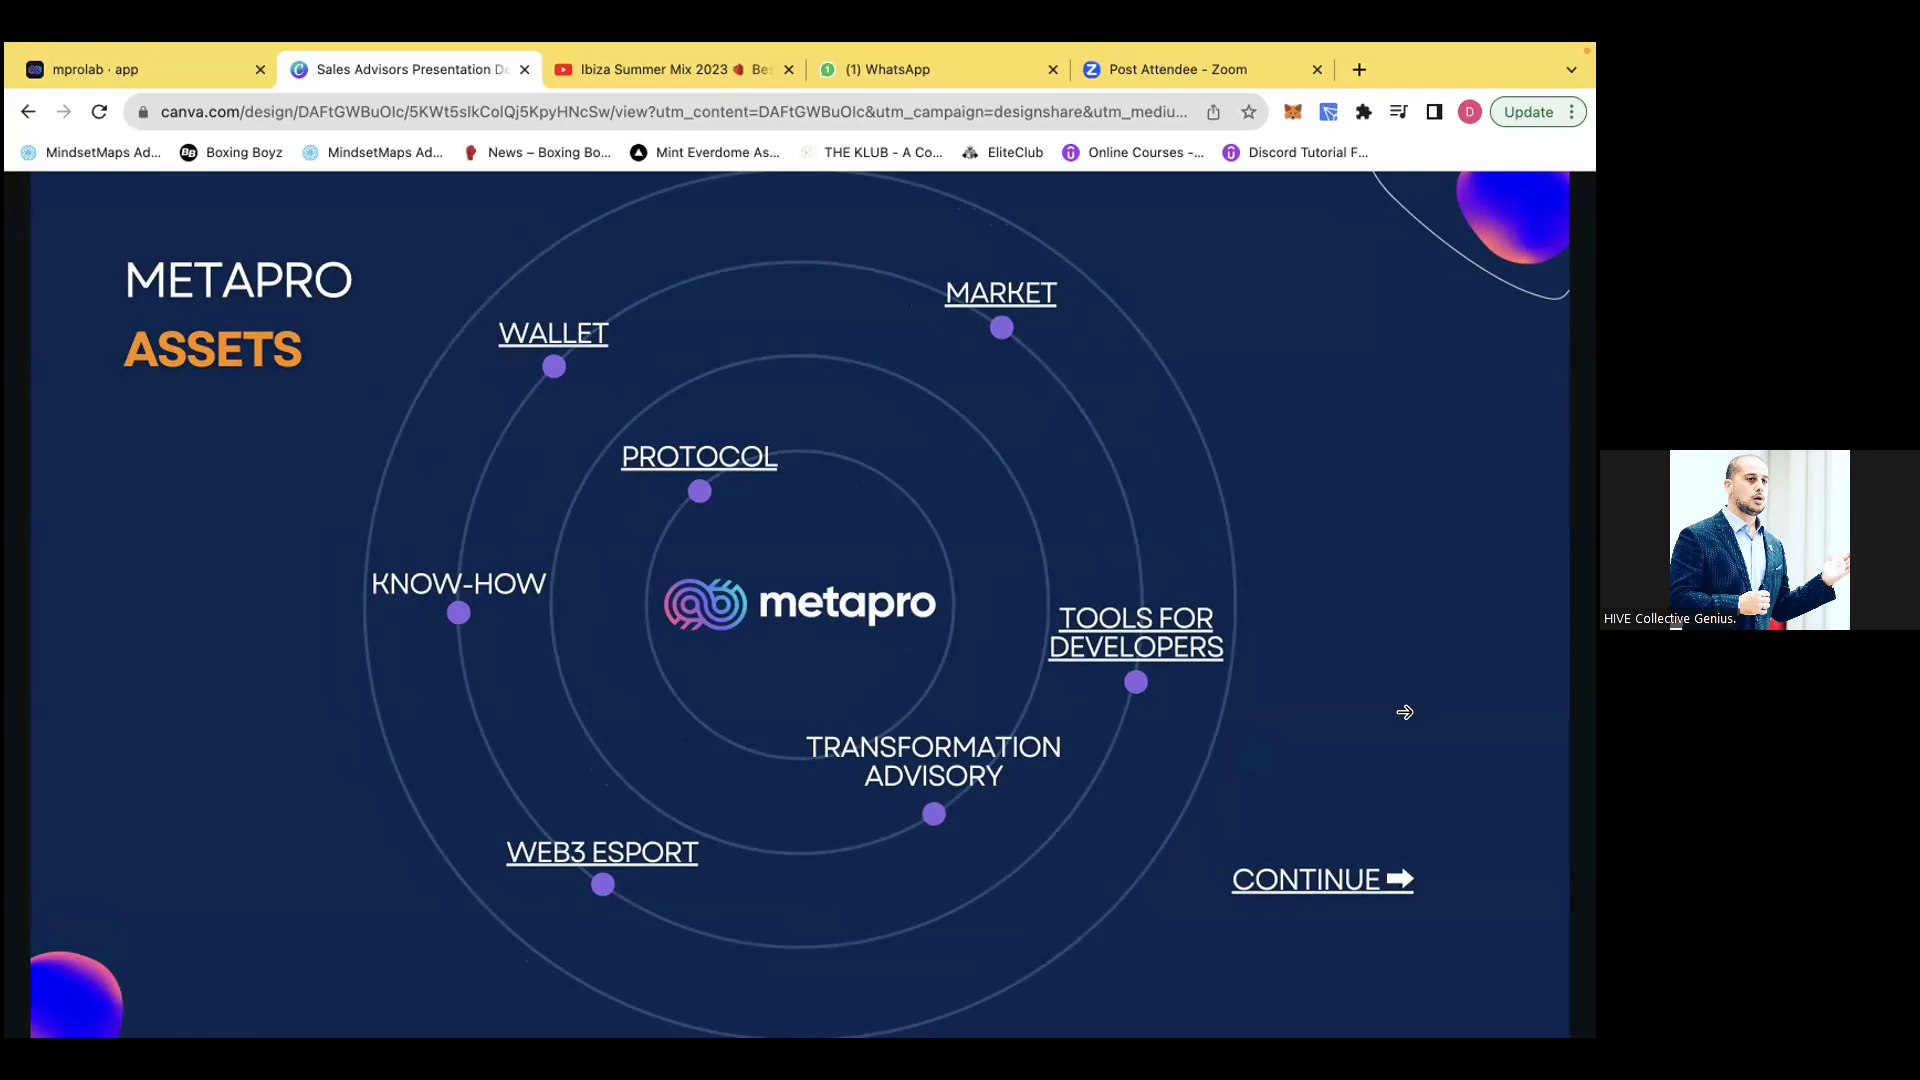 mprolab · app
Sales Advisors Presentation De
Ibiza Summer Mix 2023 🍓 Bes
(1) WhatsApp
Post Attendee - Zoom
canva.com/design/DAFtGWBuOIc/5KWt5slkColQj5KpyHNcSw/view?utm_content=DAFtGWBuOIc&utm_campaign=designshare&utm_mediu...
D
Update
MindsetMaps Ad...
Boxing Boyz
MindsetMaps Ad...
News – Boxing Bo...
Mint Everdome As...
THE KLUB - A Co...
EliteClub
Online Courses -...
Discord Tutorial F...
METAPRO
ASSETS
MARKET
WALLET
PROTOCOL
KNOW-HOW
metapro
TOOLS FOR
DEVELOPERS
TRANSFORMATION
ADVISORY
WEB3 ESPORT
CONTINUE ➡
HIVE Collective Genius.